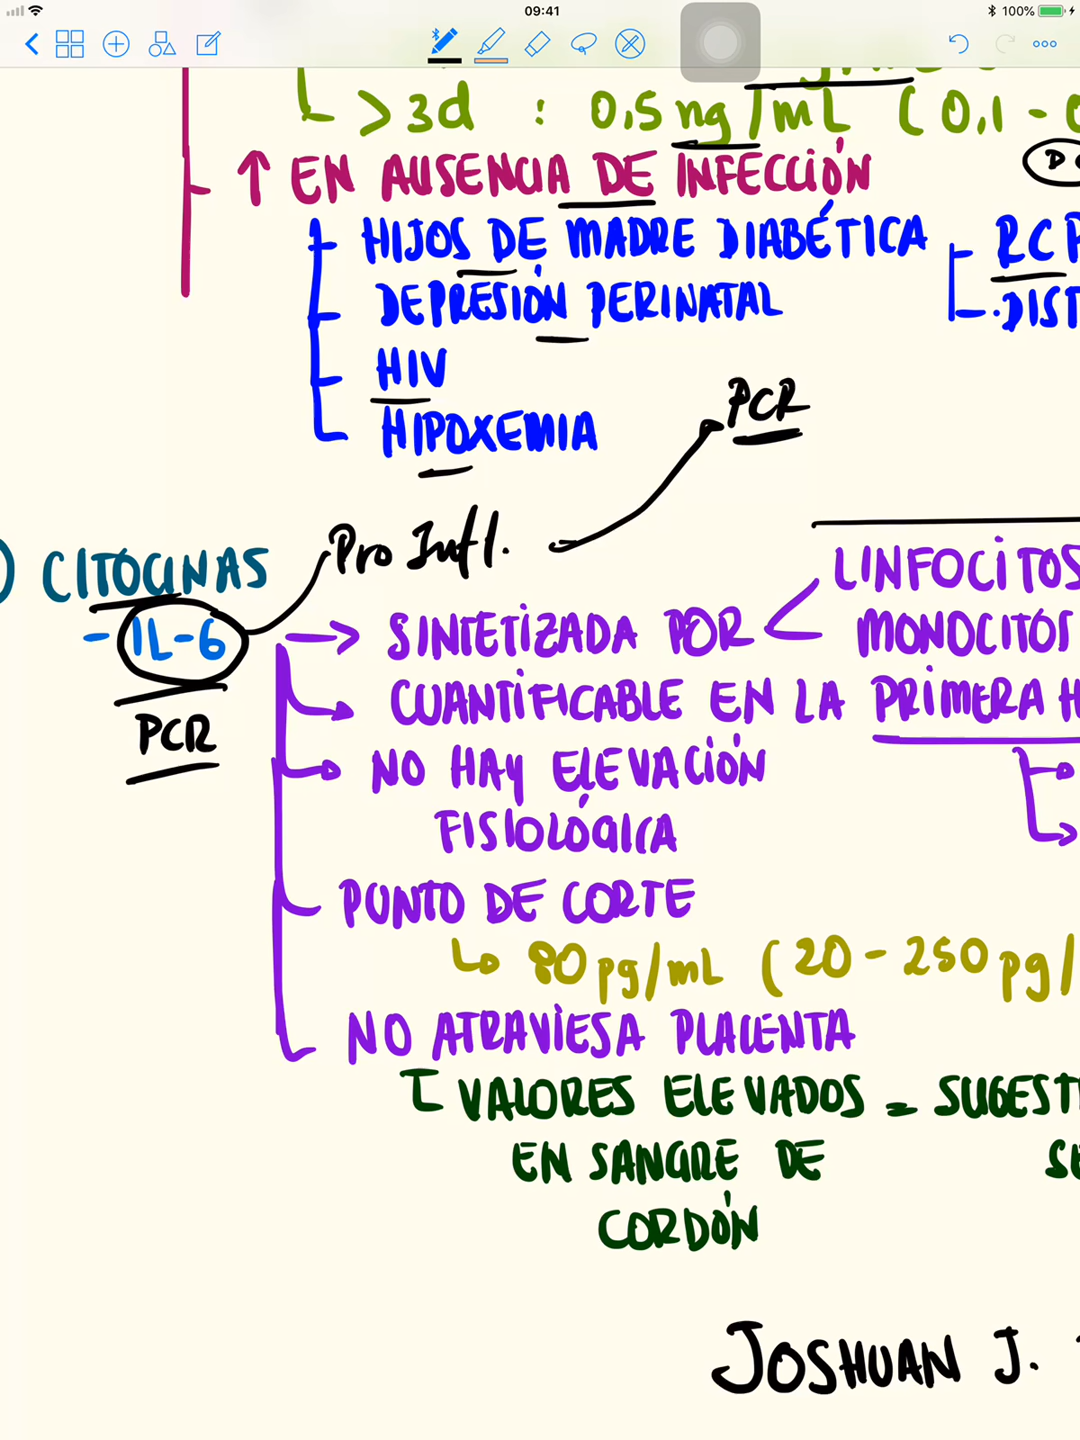 09:41
100%
> 3d : 0,5 ng/mL ( 0,1 -
↑ EN AUSENCIA DE INFECCIÓN
HIJOS DE MADRE DIABÉTICA
DEPRESIÓN PERINATAL
HIV
HIPOXEMIA
RCP
DIST
PCR
Pro Infl.
CITOCINAS
- IL-6
PCR
→ SINTETIZADA POR
LINFOCITOS
MONOCITOS
CUANTIFICABLE EN LA PRIMERA H
NO HAY ELEVACIÓN
FISIOLÓGICA
PUNTO DE CORTE
↳ 80 pg/mL ( 20 - 250 pg/
NO ATRAVIESA PLACENTA
VALORES ELEVADOS = SUGEST
EN SANGRE DE
CORDÓN
JOSHUAN J.